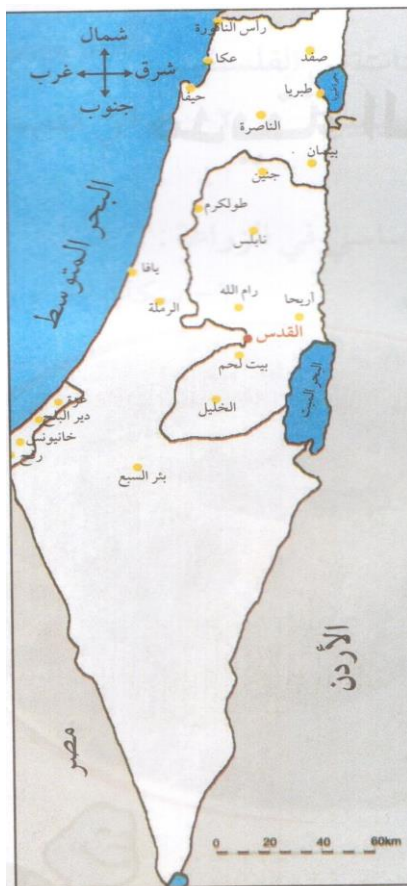 رأس الناقورة
شمال
شرق
غرب
جنوب
عكا
صفد
حيفا
طبريا
الناصرة
بيسان
جنين
طولكرم
نابلس
البحر المتوسط
يافا
الرملة
رام الله
أريحا
القدس
بيت لحم
البحر الميت
الخليل
غزة
دير البلح
خانيونس
رفح
بئر السبع
الأردن
مصر
0 20 40 60km